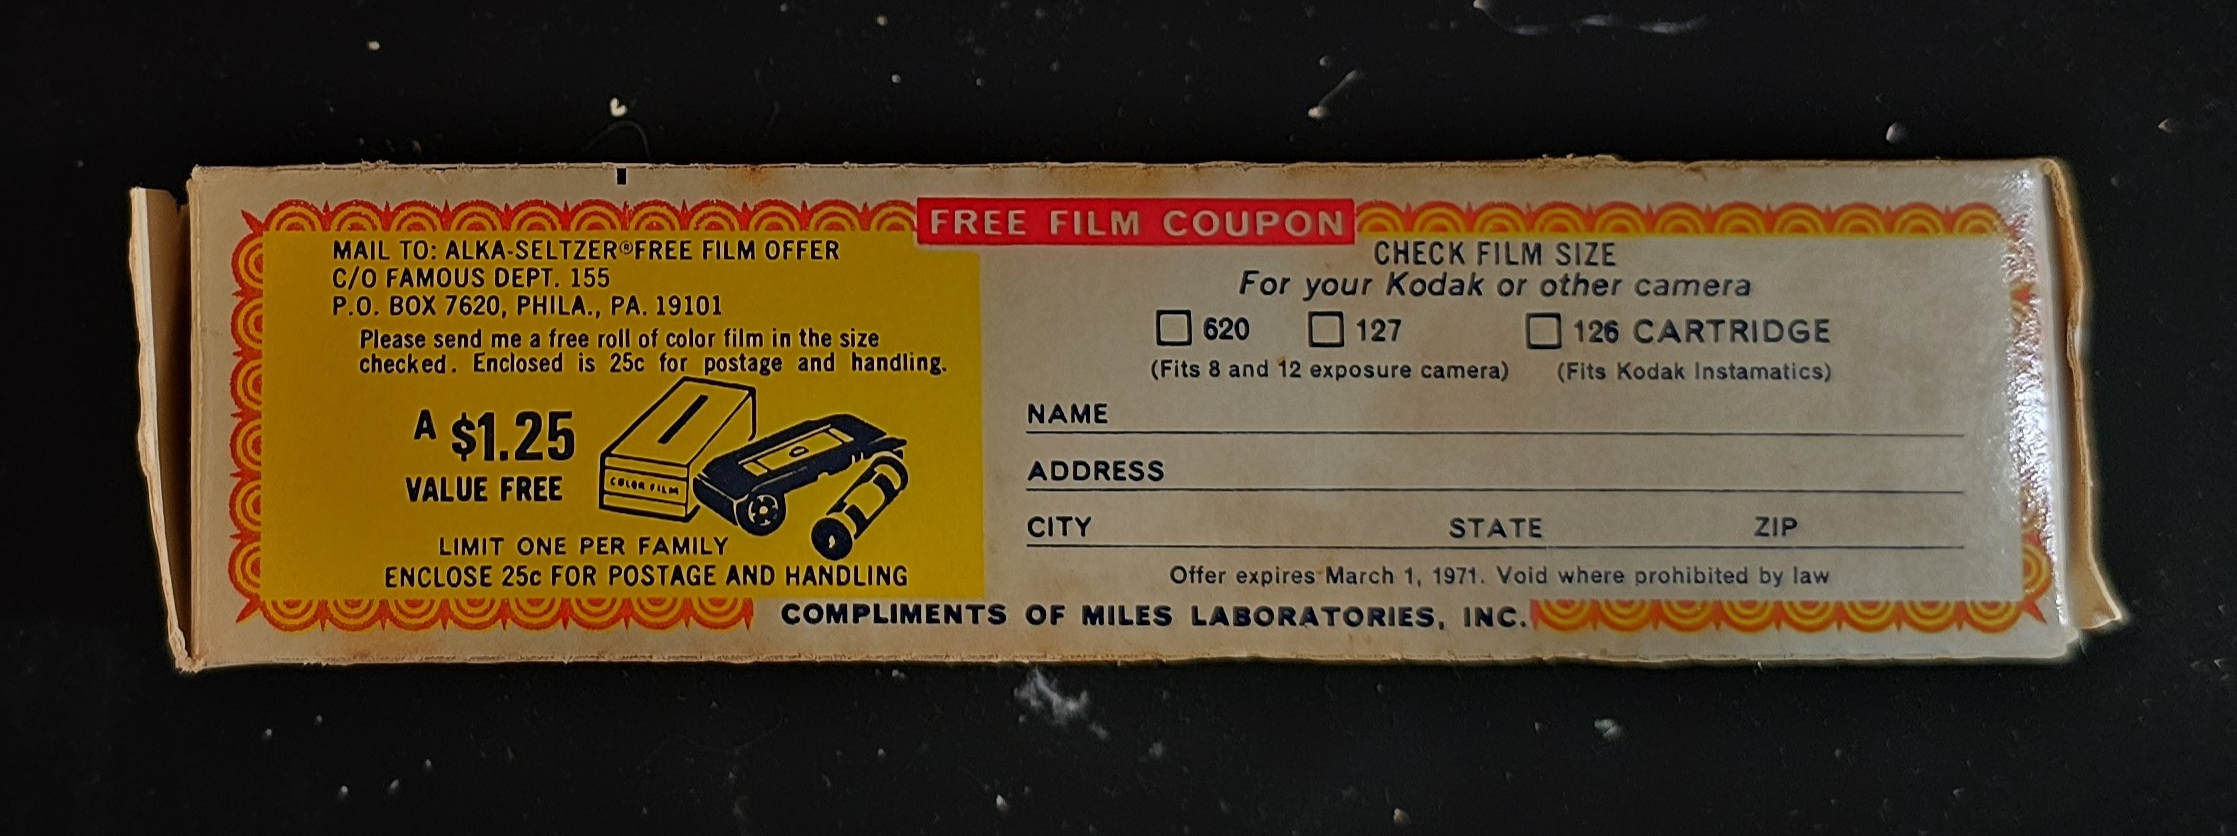 FREE FILM COUPON
MAIL TO: ALKA-SELTZER® FREE FILM OFFER
C/O FAMOUS DEPT. 155
P.O. BOX 7620, PHILA., PA. 19101
Please send me a free roll of color film in the size
checked. Enclosed is 25c for postage and handling.
A $1.25
VALUE FREE
COLOR FILM
LIMIT ONE PER FAMILY
ENCLOSE 25c FOR POSTAGE AND HANDLING
CHECK FILM SIZE
For your Kodak or other camera
620 127 126 CARTRIDGE
(Fits 8 and 12 exposure camera) (Fits Kodak Instamatics)
NAME
ADDRESS
CITY STATE ZIP
Offer expires March 1, 1971. Void where prohibited by law
COMPLIMENTS OF MILES LABORATORIES, INC.